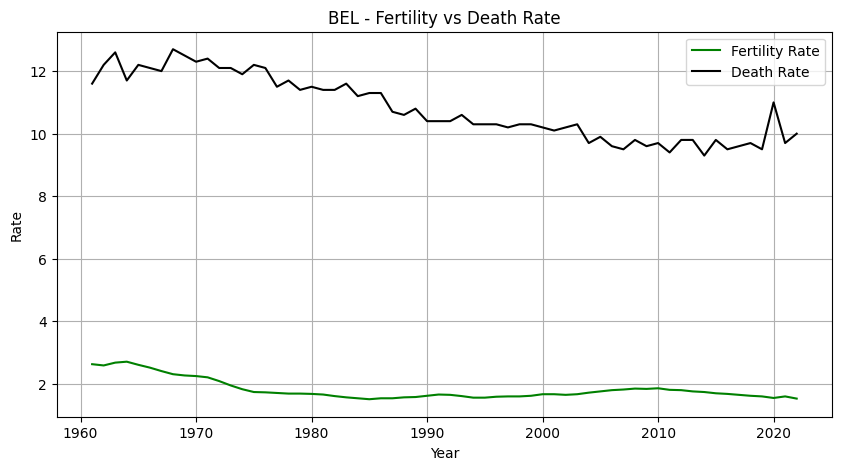 BEL - Fertility vs Death Rate
Fertility Rate
Death Rate
12
10
8
6
4
2
Rate
1960 1970 1980 1990 2000 2010 2020
Year